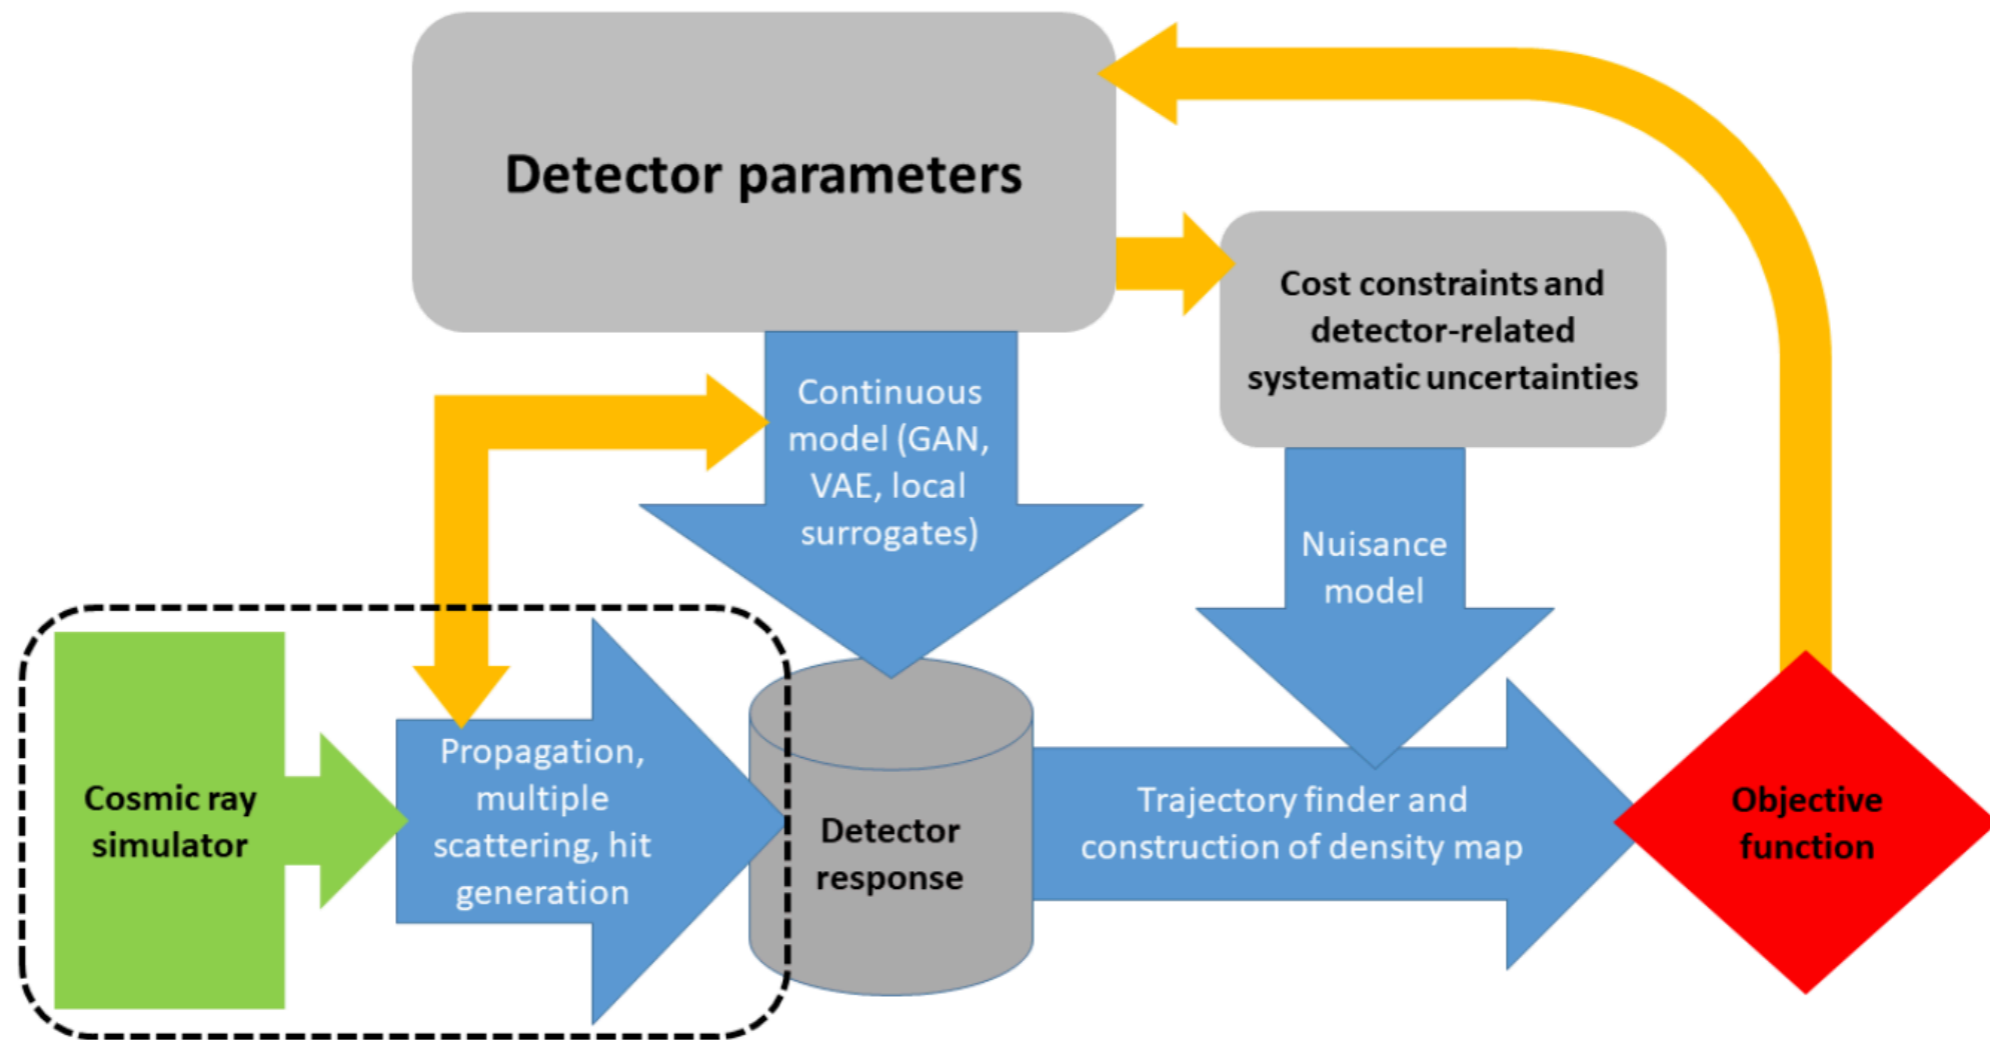 Detector parameters
Cost constraints and
detector-related
systematic uncertainties
Continuous
model (GAN,
VAE, local
surrogates)
Nuisance
model
Cosmic ray
simulator
Propagation,
multiple
scattering, hit
generation
Detector
response
Trajectory finder and
construction of density map
Objective
function